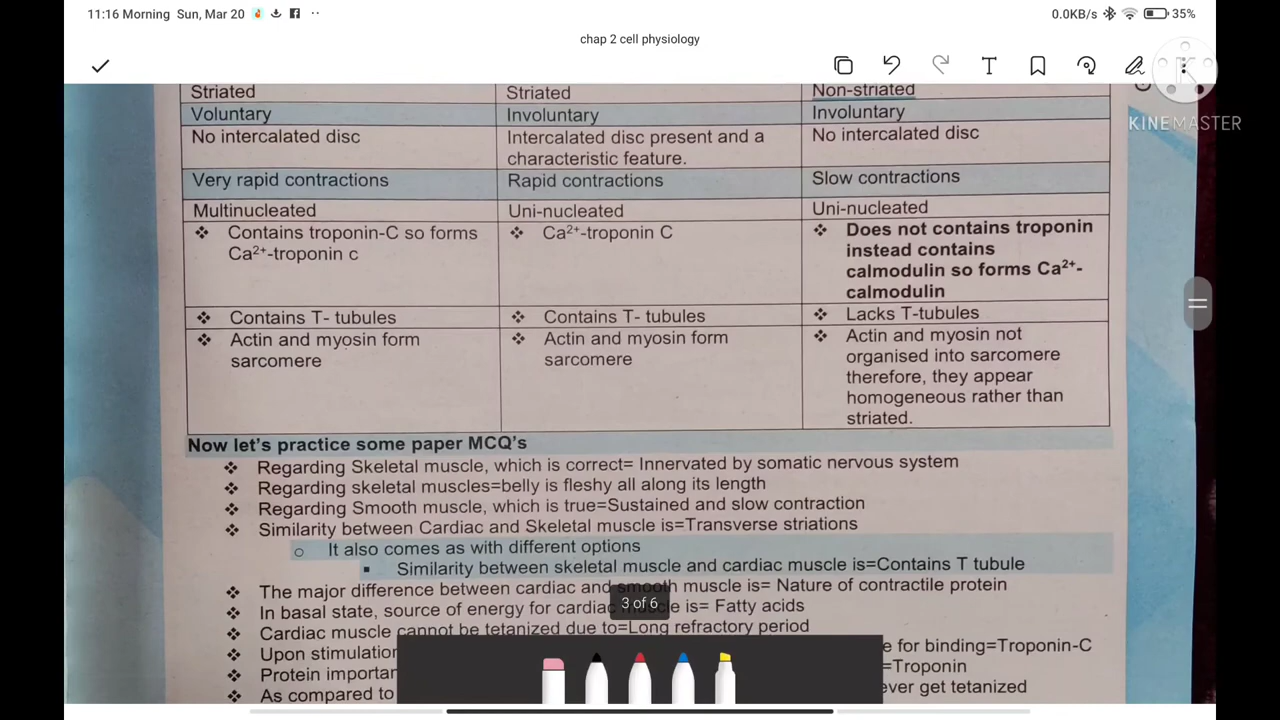 11:16 Morning Sun, Mar 20
0.0KB/s 35%
chap 2 cell physiology
KINEMASTER
Striated Striated Non-striated
Voluntary Involuntary Involuntary
No intercalated disc Intercalated disc present and a No intercalated disc
characteristic feature.
Very rapid contractions Rapid contractions Slow contractions
Multinucleated Uni-nucleated Uni-nucleated
❖ Contains troponin-C so forms ❖ Ca²⁺-troponin C ❖ Does not contains troponin
Ca²⁺-troponin c instead contains
calmodulin so forms Ca²⁺-
calmodulin
❖ Contains T- tubules ❖ Contains T- tubules ❖ Lacks T-tubules
❖ Actin and myosin form ❖ Actin and myosin form ❖ Actin and myosin not
sarcomere sarcomere organised into sarcomere
therefore, they appear
homogeneous rather than
striated.
Now let's practice some paper MCQ's
❖ Regarding Skeletal muscle, which is correct= Innervated by somatic nervous system
❖ Regarding skeletal muscles=belly is fleshy all along its length
❖ Regarding Smooth muscle, which is true=Sustained and slow contraction
❖ Similarity between Cardiac and Skeletal muscle is=Transverse striations
o It also comes as with different options
▪ Similarity between skeletal muscle and cardiac muscle is=Contains T tubule
❖ The major difference between cardiac and smooth muscle is= Nature of contractile protein
3 of 6
❖ In basal state, source of energy for cardiac muscle is= Fatty acids
❖ Cardiac muscle cannot be tetanized due to=Long refractory period
❖ Upon stimulation e for binding=Troponin-C
❖ Protein importan =Troponin
❖ As compared to ever get tetanized